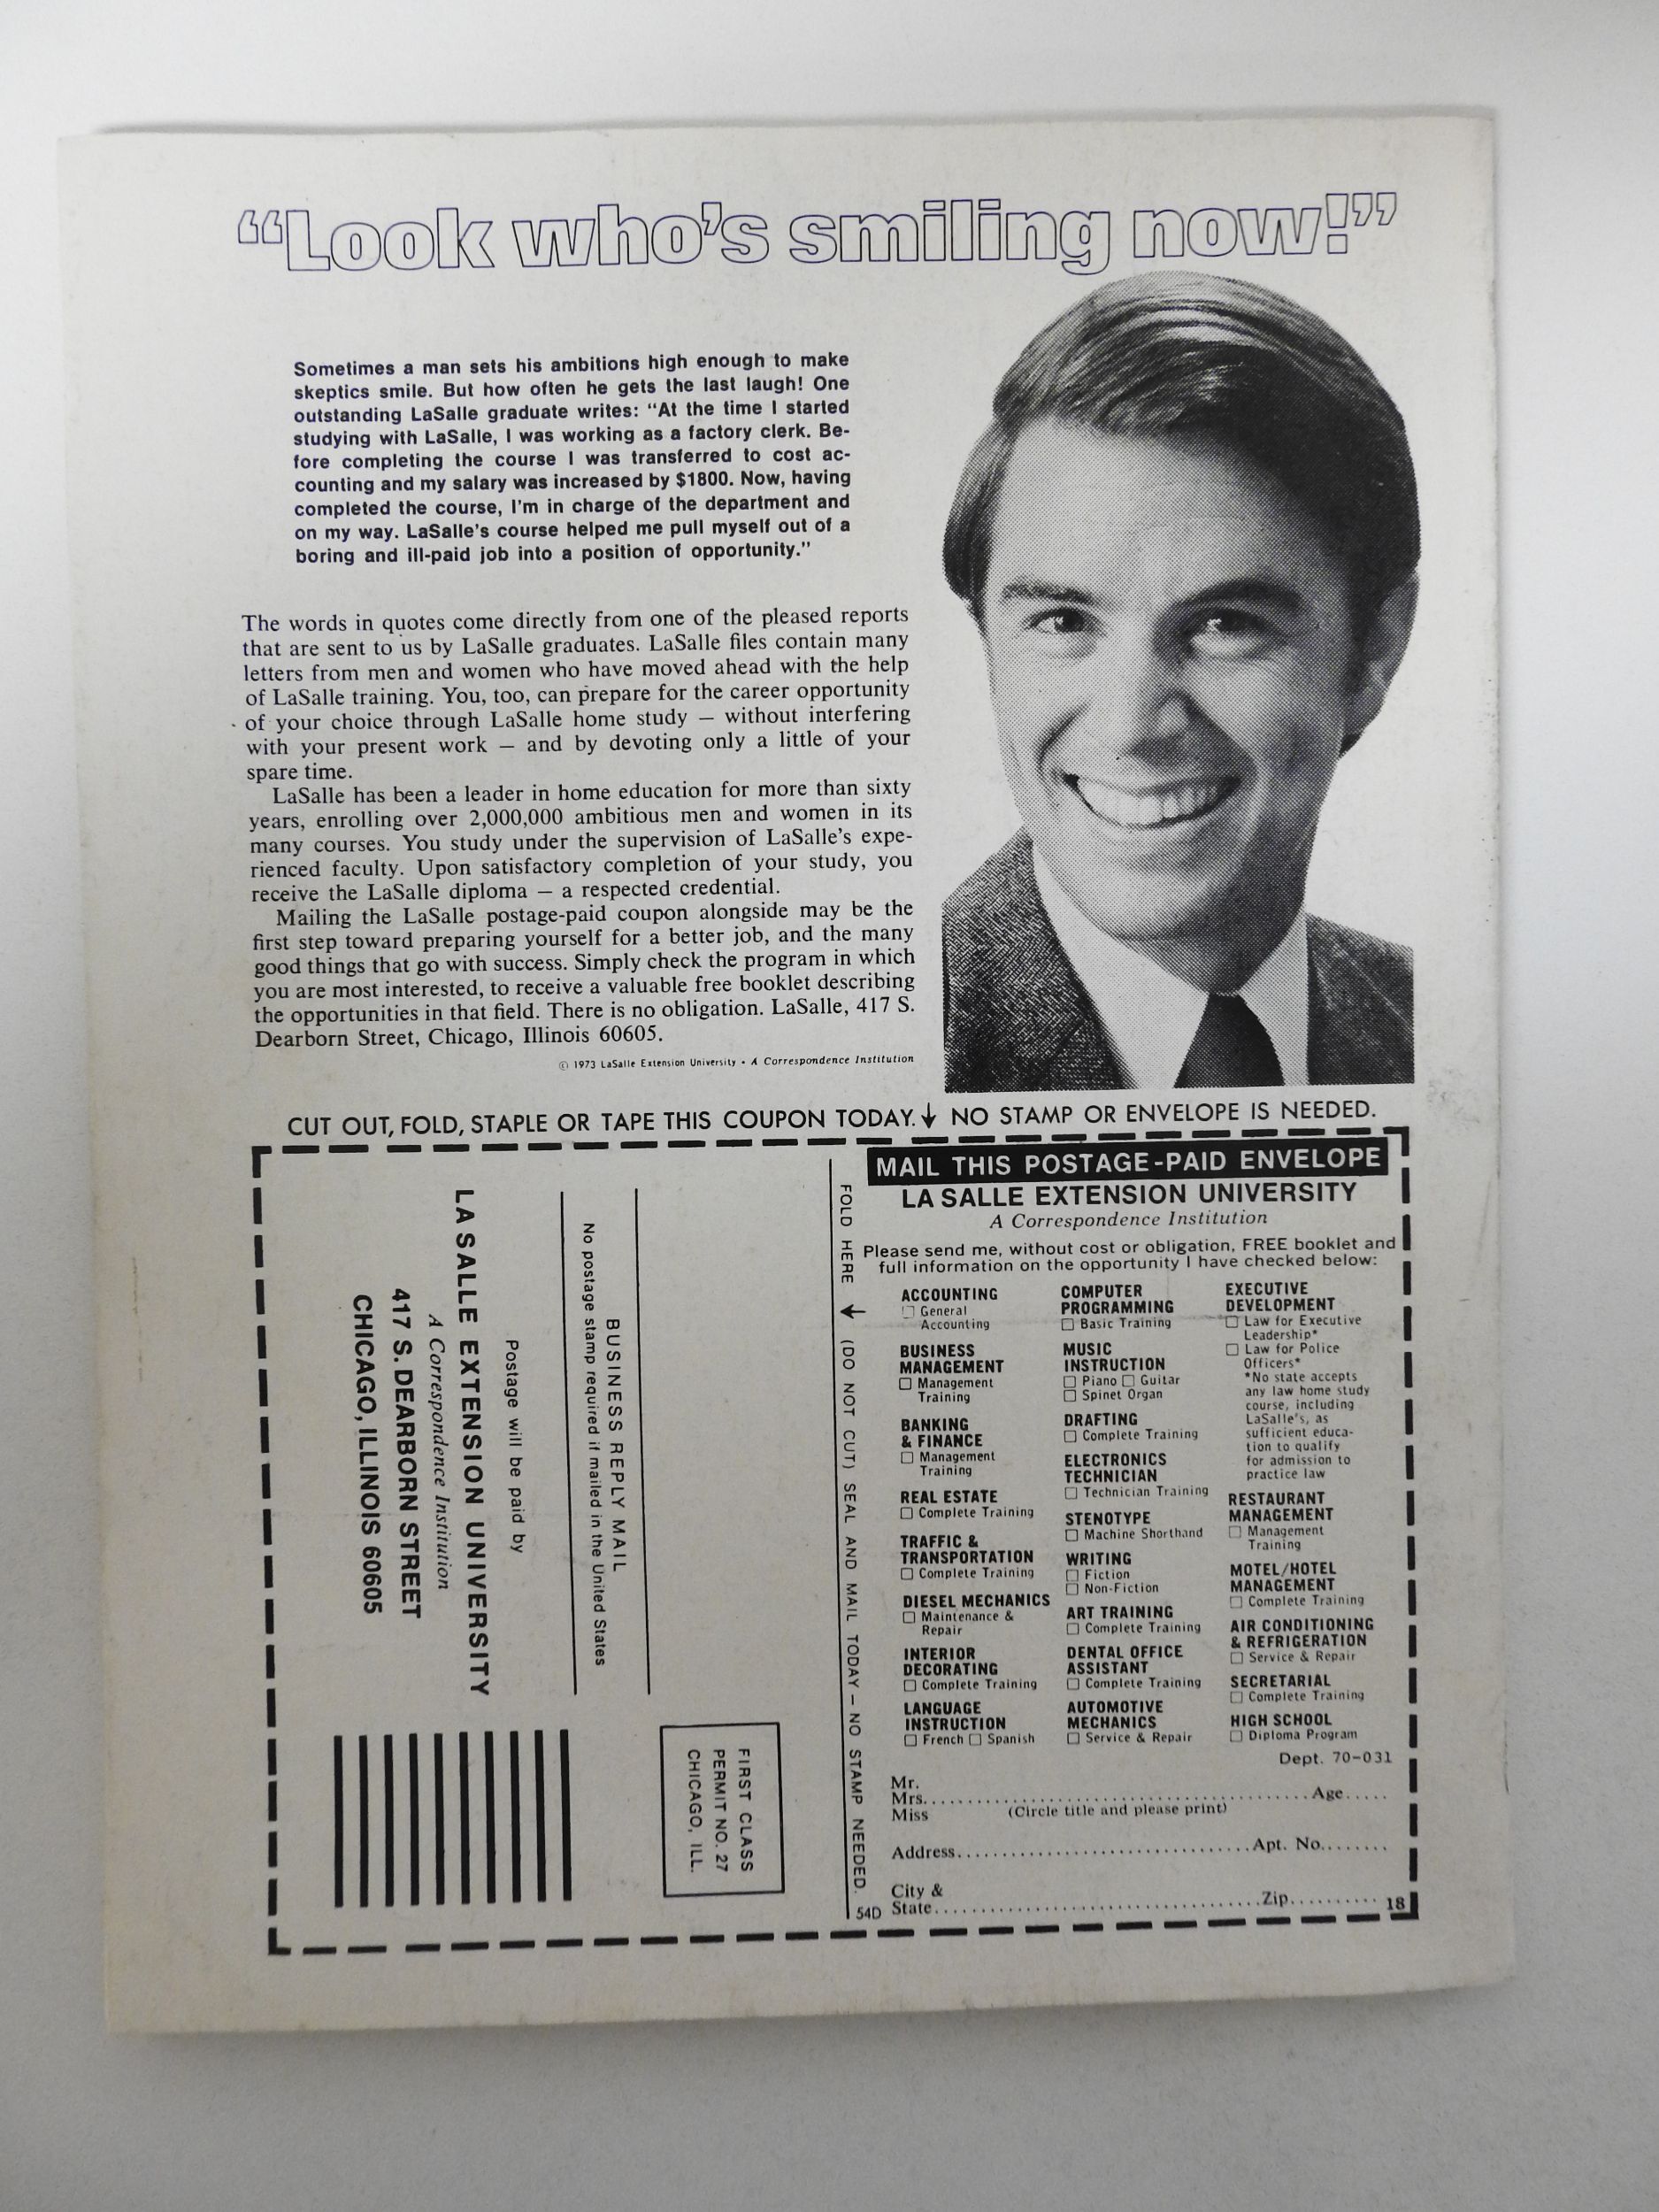 “Look who’s smiling now!”
Sometimes a man sets his ambitions high enough to make
skeptics smile. But how often he gets the last laugh! One
outstanding LaSalle graduate writes: “At the time I started
studying with LaSalle, I was working as a factory clerk. Be-
fore completing the course I was transferred to cost ac-
counting and my salary was increased by $1800. Now, having
completed the course, I’m in charge of the department and
on my way. LaSalle’s course helped me pull myself out of a
boring and ill-paid job into a position of opportunity.”
The words in quotes come directly from one of the pleased reports
that are sent to us by LaSalle graduates. LaSalle files contain many
letters from men and women who have moved ahead with the help
of LaSalle training. You, too, can prepare for the career opportunity
of your choice through LaSalle home study — without interfering
with your present work — and by devoting only a little of your
spare time.
LaSalle has been a leader in home education for more than sixty
years, enrolling over 2,000,000 ambitious men and women in its
many courses. You study under the supervision of LaSalle’s expe-
rienced faculty. Upon satisfactory completion of your study, you
receive the LaSalle diploma — a respected credential.
Mailing the LaSalle postage-paid coupon alongside may be the
first step toward preparing yourself for a better job, and the many
good things that go with success. Simply check the program in which
you are most interested, to receive a valuable free booklet describing
the opportunities in that field. There is no obligation. LaSalle, 417 S.
Dearborn Street, Chicago, Illinois 60605.
© 1973 LaSalle Extension University • A Correspondence Institution
CUT OUT, FOLD, STAPLE OR TAPE THIS COUPON TODAY. ↓ NO STAMP OR ENVELOPE IS NEEDED.
FIRST CLASS
PERMIT NO. 27
CHICAGO, ILL.
BUSINESS REPLY MAIL
No postage stamp required if mailed in the United States
Postage will be paid by
LA SALLE EXTENSION UNIVERSITY
A Correspondence Institution
417 S. DEARBORN STREET
CHICAGO, ILLINOIS 60605
FOLD HERE ↓ (DO NOT CUT) SEAL AND MAIL TODAY — NO STAMP NEEDED.
MAIL THIS POSTAGE-PAID ENVELOPE
LA SALLE EXTENSION UNIVERSITY
A Correspondence Institution
Please send me, without cost or obligation, FREE booklet and
full information on the opportunity I have checked below:
ACCOUNTING
☐ General
Accounting
BUSINESS
MANAGEMENT
☐ Management
Training
BANKING
& FINANCE
☐ Management
Training
REAL ESTATE
☐ Complete Training
TRAFFIC &
TRANSPORTATION
☐ Complete Training
DIESEL MECHANICS
☐ Maintenance &
Repair
INTERIOR
DECORATING
☐ Complete Training
LANGUAGE
INSTRUCTION
☐ French ☐ Spanish
COMPUTER
PROGRAMMING
☐ Basic Training
MUSIC
INSTRUCTION
☐ Piano ☐ Guitar
☐ Spinet Organ
DRAFTING
☐ Complete Training
ELECTRONICS
TECHNICIAN
☐ Technician Training
STENOTYPE
☐ Machine Shorthand
WRITING
☐ Fiction
☐ Non-Fiction
ART TRAINING
☐ Complete Training
DENTAL OFFICE
ASSISTANT
☐ Complete Training
AUTOMOTIVE
MECHANICS
☐ Service & Repair
EXECUTIVE
DEVELOPMENT
☐ Law for Executive
Leadership*
☐ Law for Police
Officers*
*No state accepts
any law home study
course, including
LaSalle’s, as
sufficient educa-
tion to qualify
for admission to
practice law
RESTAURANT
MANAGEMENT
☐ Management
Training
MOTEL/HOTEL
MANAGEMENT
☐ Complete Training
AIR CONDITIONING
& REFRIGERATION
☐ Service & Repair
SECRETARIAL
☐ Complete Training
HIGH SCHOOL
☐ Diploma Program
Dept. 70-031
Mr.
Mrs. ........ Age .....
Miss (Circle title and please print)
Address ........ Apt. No. .......
City &
State ........ Zip ........ 18
54D